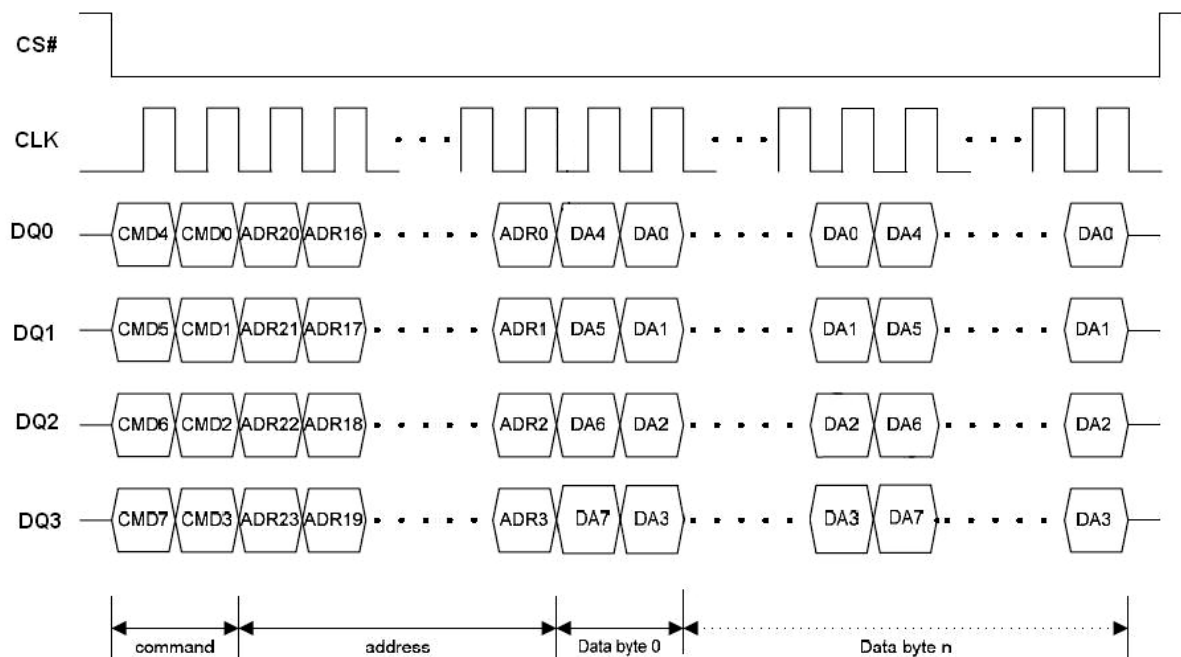 CS#
CLK
DQ0 CMD4 CMD0 ADR20 ADR16 ADR0 DA4 DA0 DA0 DA4 DA0
DQ1 CMD5 CMD1 ADR21 ADR17 ADR1 DA5 DA1 DA1 DA5 DA1
DQ2 CMD6 CMD2 ADR22 ADR18 ADR2 DA6 DA2 DA2 DA6 DA2
DQ3 CMD7 CMD3 ADR23 ADR19 ADR3 DA7 DA3 DA3 DA7 DA3
command address Data byte 0 Data byte n